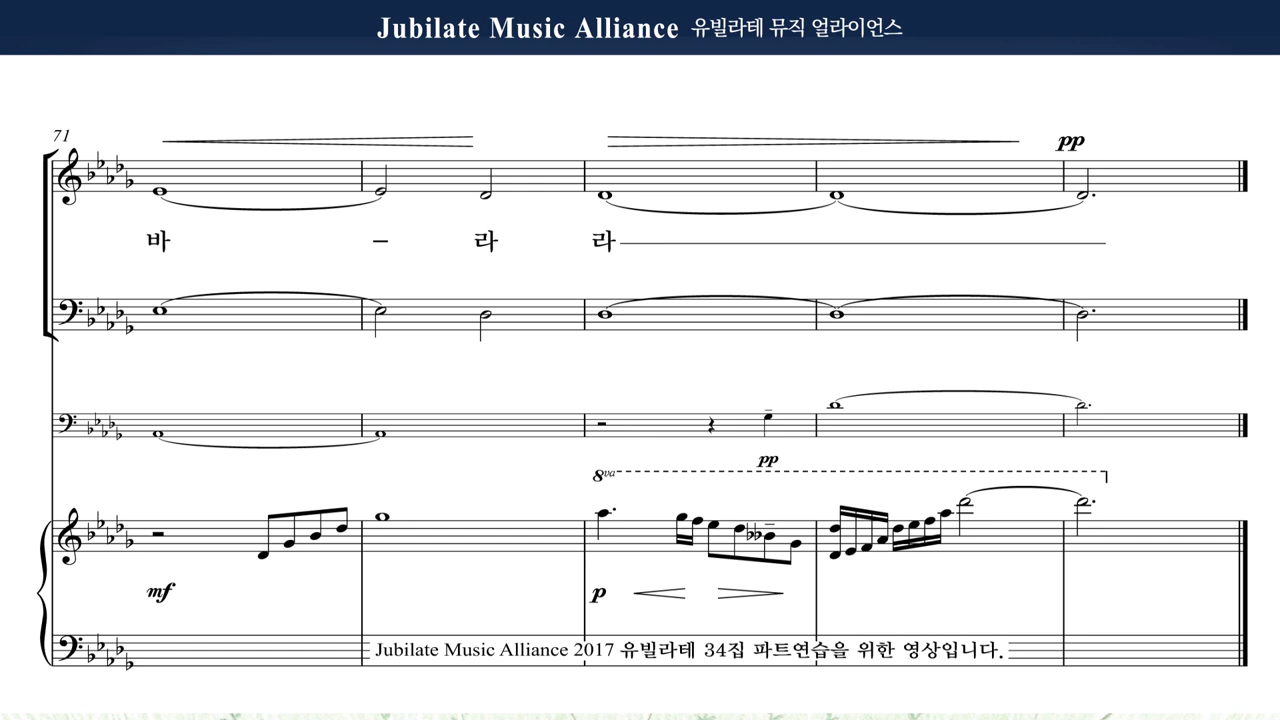 Jubilate Music Alliance 유빌라테 뮤직 얼라이언스
71
pp
바 – 라 라
pp
8va
mf
p
Jubilate Music Alliance 2017 유빌라테 34집 파트연습을 위한 영상입니다.